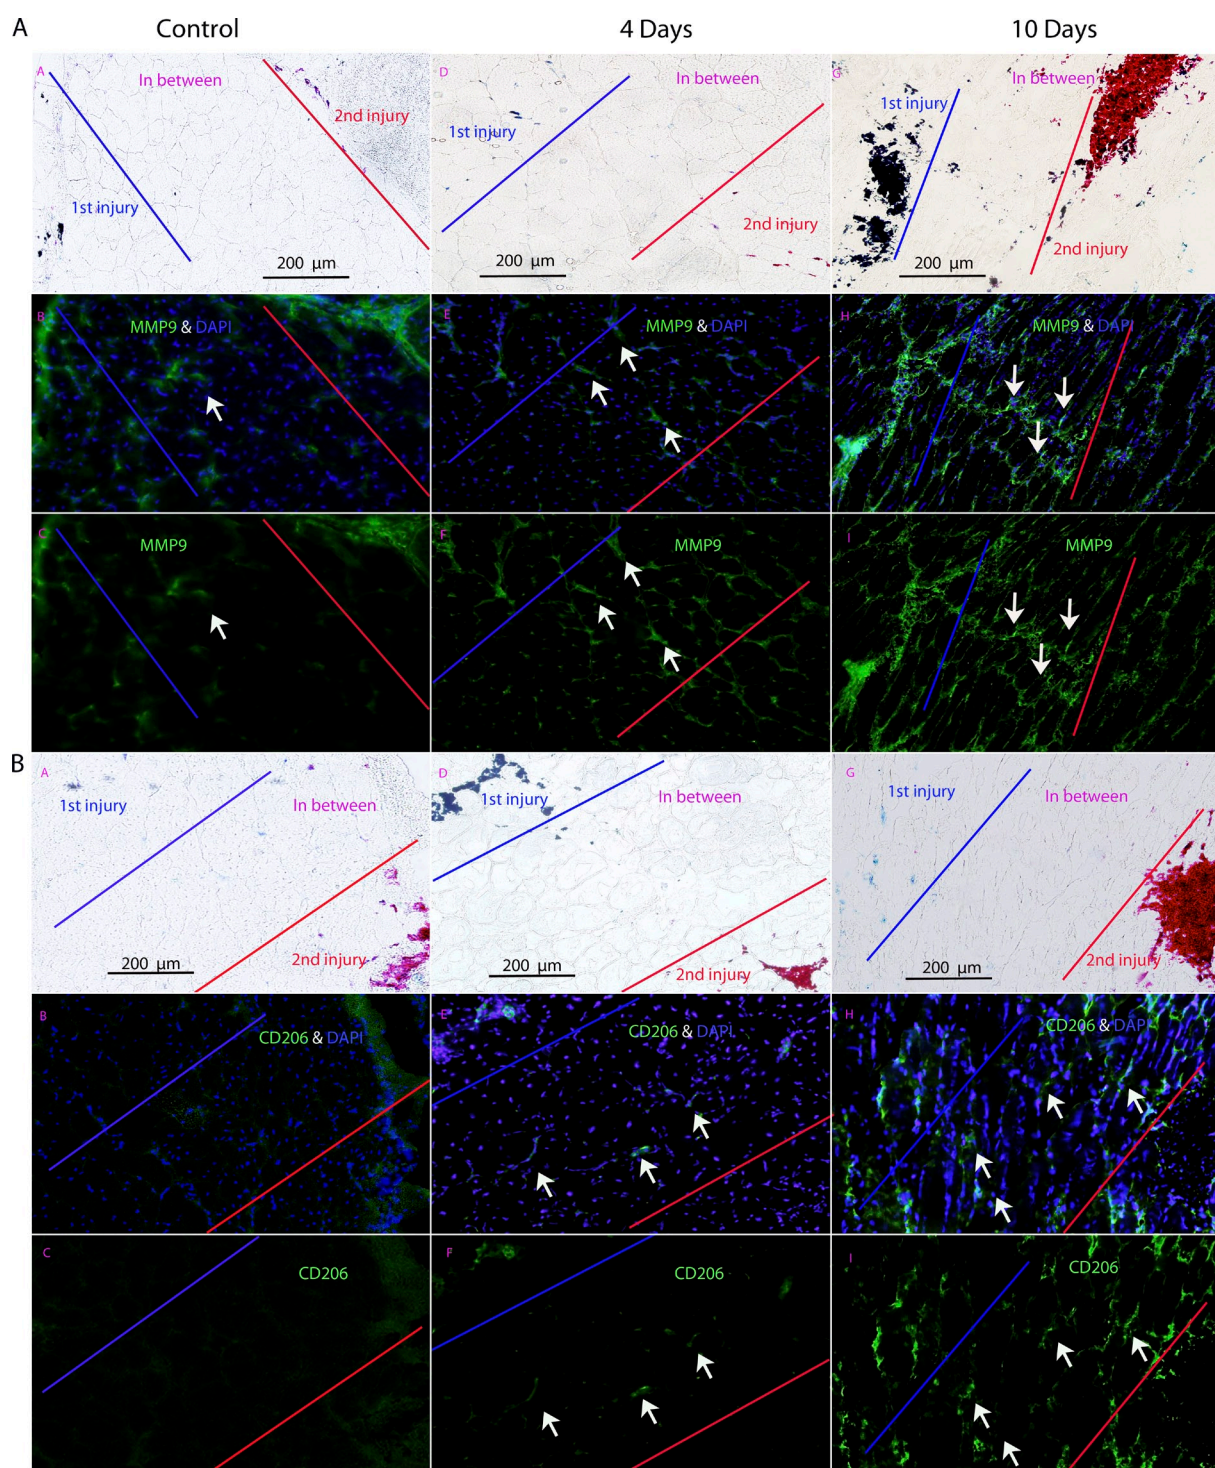 A
Control
4 Days
10 Days
A
In between
2nd injury
1st injury
200 µm
D
In between
1st injury
2nd injury
200 µm
G
In between
1st injury
2nd injury
200 µm
B
MMP9 & DAPI
E
MMP9 & DAPI
H
MMP9 & DAPI
C
MMP9
F
MMP9
I
MMP9
B
A
1st injury
In between
2nd injury
200 µm
D
1st injury
In between
2nd injury
200 µm
G
1st injury
In between
2nd injury
200 µm
B
CD206 & DAPI
E
CD206 & DAPI
H
CD206 & DAPI
C
CD206
F
CD206
I
CD206